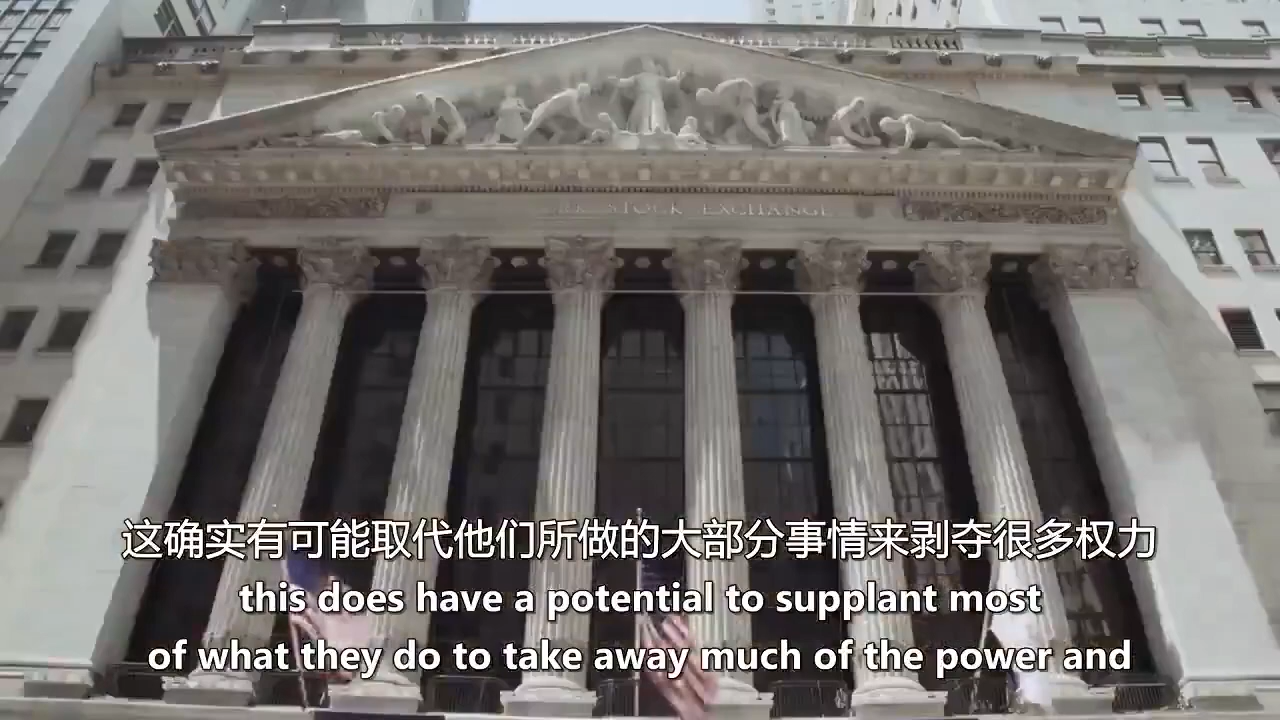 STOCK EXCHANGE
这确实有可能取代他们所做的大部分事情来剥夺很多权力
this does have a potential to supplant most
of what they do to take away much of the power and